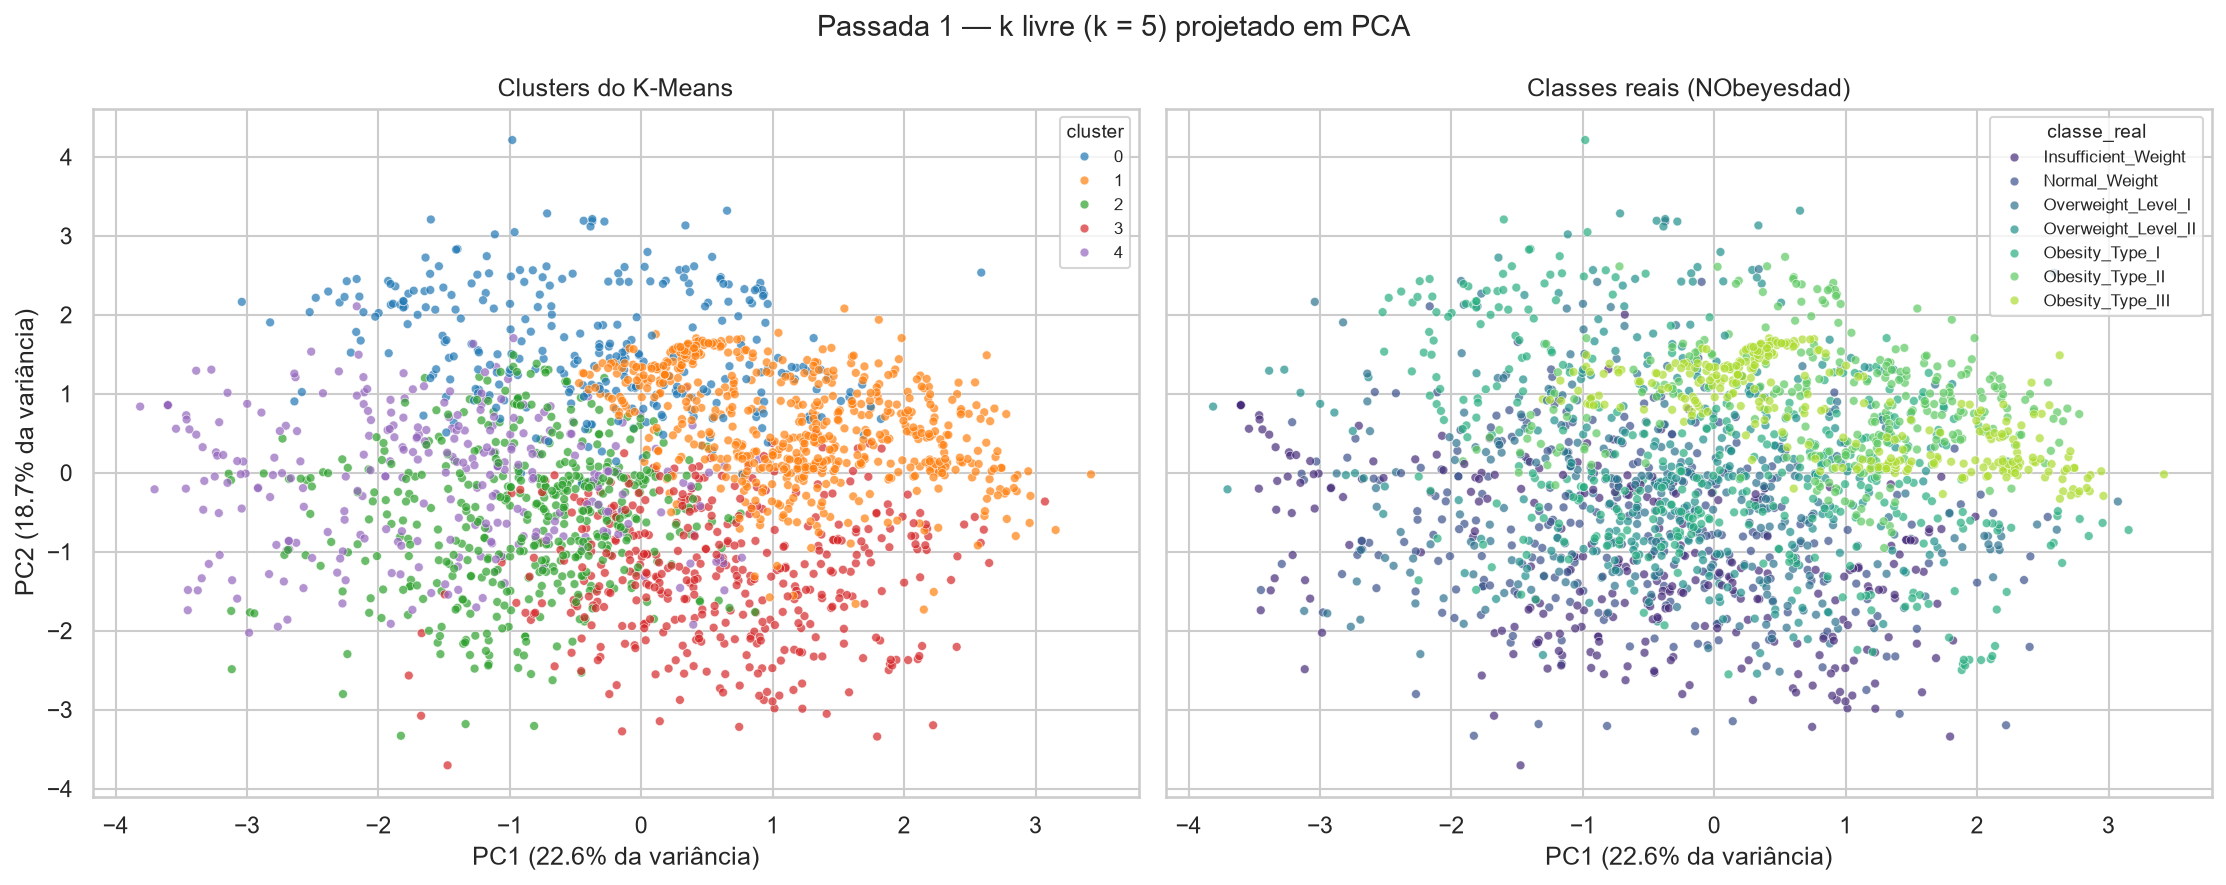 Passada 1 — k livre (k = 5) projetado em PCA
Clusters do K-Means
cluster
0
1
2
3
4
PC2 (18.7% da variância)
4
3
2
1
0
−1
−2
−3
−4
−4
−3
−2
−1
0
1
2
3
PC1 (22.6% da variância)
Classes reais (NObeyesdad)
classe_real
Insufficient_Weight
Normal_Weight
Overweight_Level_I
Overweight_Level_II
Obesity_Type_I
Obesity_Type_II
Obesity_Type_III
−4
−3
−2
−1
0
1
2
3
PC1 (22.6% da variância)